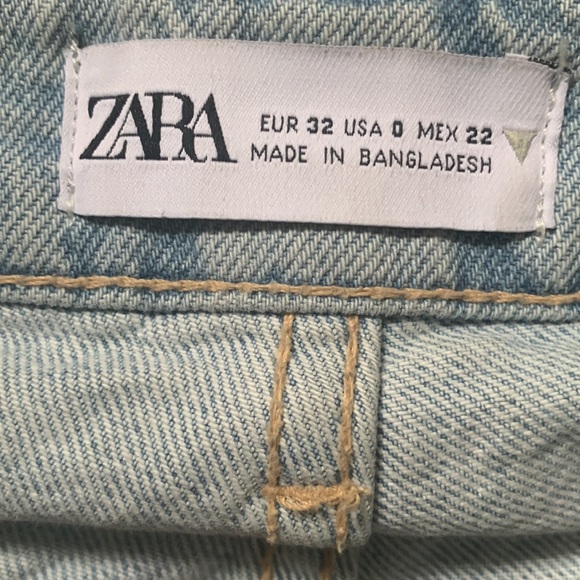 ZARA
EUR 32 USA 0 MEX 22
MADE IN BANGLADESH